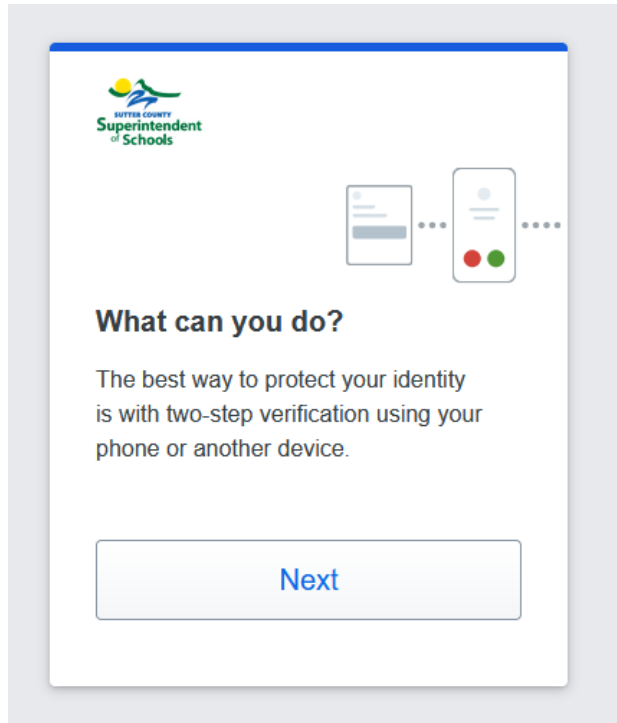 SUTTER COUNTY
Superintendent
of Schools
What can you do?
The best way to protect your identity
is with two-step verification using your
phone or another device.
Next